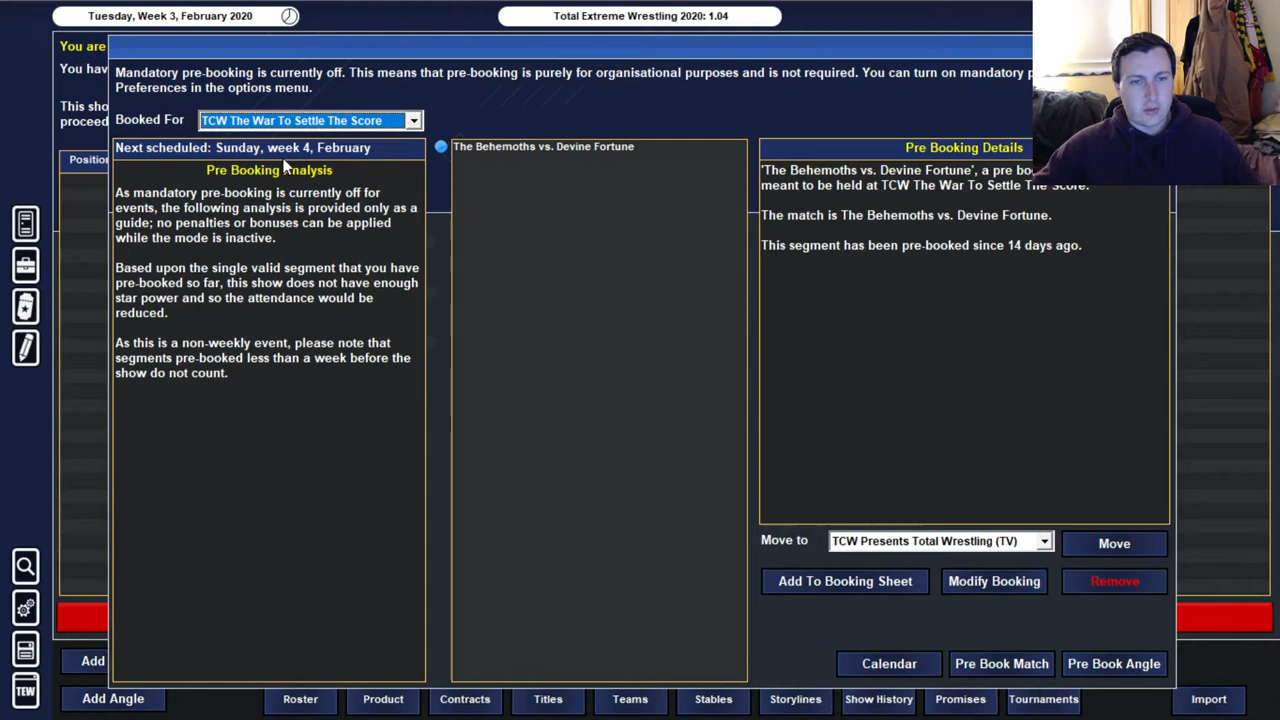 Tuesday, Week 3, February 2020
Total Extreme Wrestling 2020: 1.04
You are
You hav
This sho
proceed
Position
Mandatory pre-booking is currently off. This means that pre-booking is purely for organisational purposes and is not required. You can turn on mandatory p
Preferences in the options menu.
Booked For
TCW The War To Settle The Score
Next scheduled: Sunday, week 4, February
Pre Booking Analysis
As mandatory pre-booking is currently off for
events, the following analysis is provided only as a
guide; no penalties or bonuses can be applied
while the mode is inactive.
Based upon the single valid segment that you have
pre-booked so far, this show does not have enough
star power and so the attendance would be
reduced.
As this is a non-weekly event, please note that
segments pre-booked less than a week before the
show do not count.
The Behemoths vs. Devine Fortune
Pre Booking Details
'The Behemoths vs. Devine Fortune', a pre bo
meant to be held at TCW The War To Settle The Score.
The match is The Behemoths vs. Devine Fortune.
This segment has been pre-booked since 14 days ago.
Move to
TCW Presents Total Wrestling (TV)
Move
Add To Booking Sheet
Modify Booking
Remove
Calendar
Pre Book Match
Pre Book Angle
Add
Add Angle
Roster
Product
Contracts
Titles
Teams
Stables
Storylines
Show History
Promises
Tournaments
Import
TEW